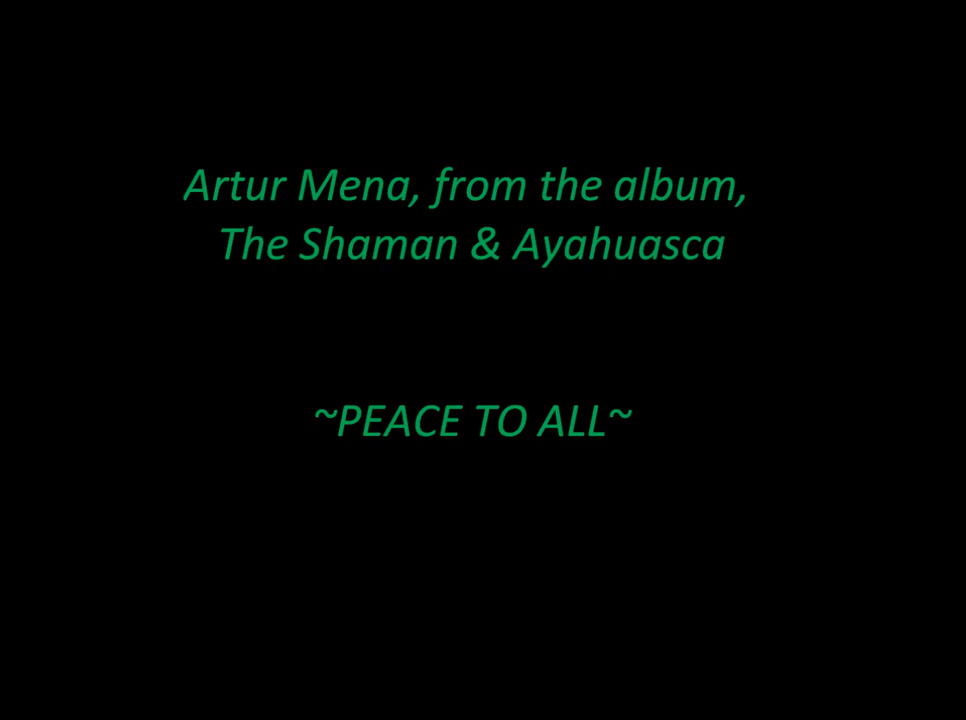 Artur Mena, from the album,
The Shaman & Ayahuasca
~PEACE TO ALL~